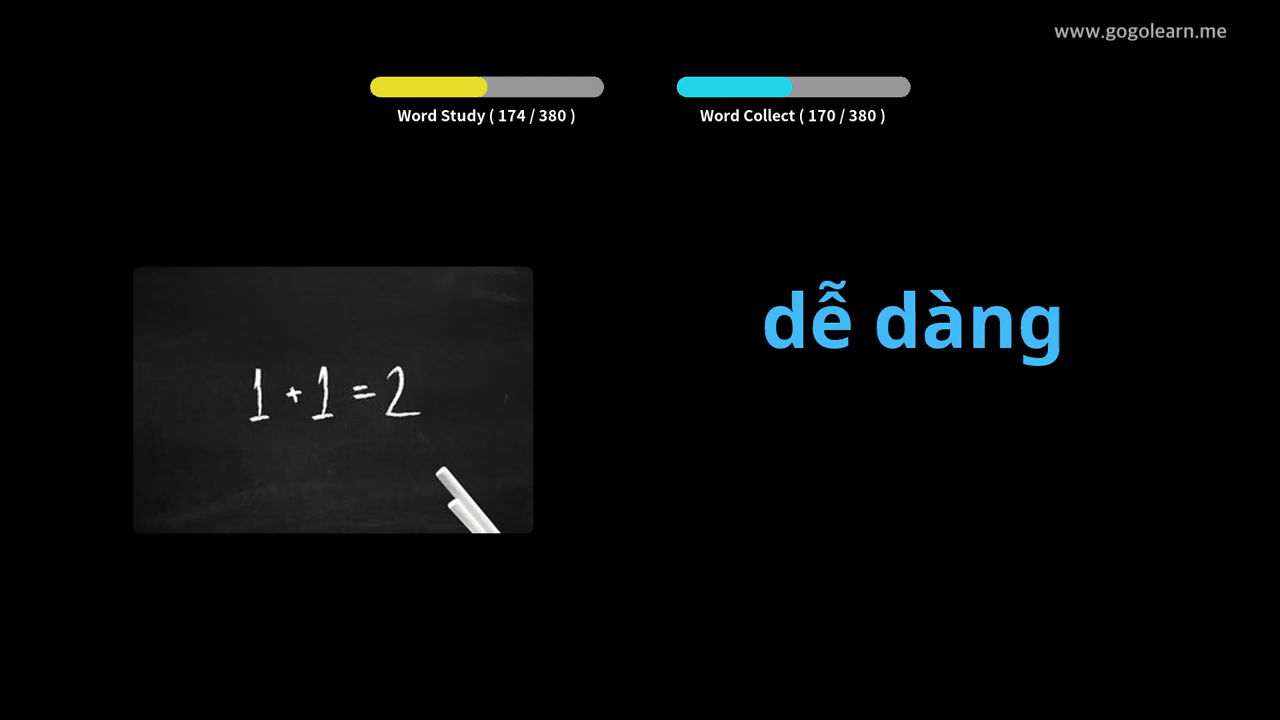 www.gogolearn.me
Word Study ( 174 / 380 )
Word Collect ( 170 / 380 )
dễ dàng
1 + 1 = 2